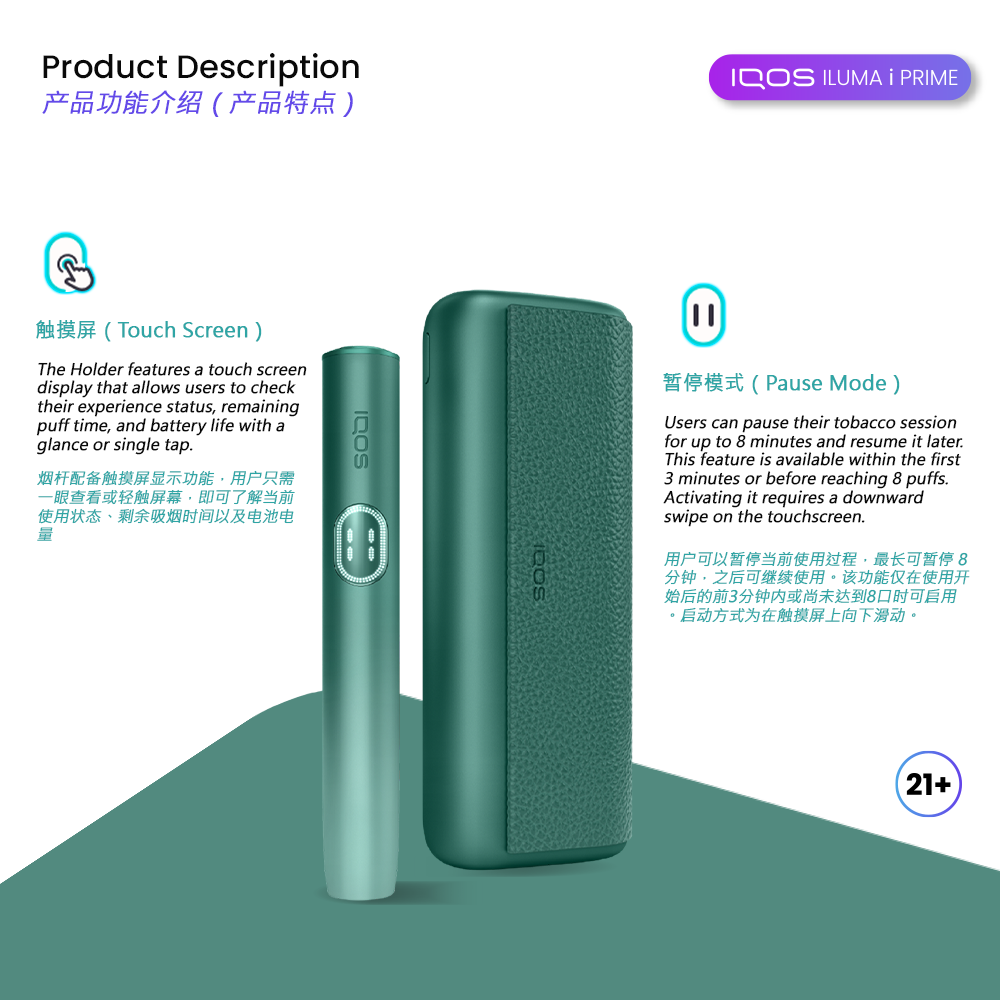 Product Description
产品功能介绍（产品特点）
IQOS ILUMA i PRIME
触摸屏（Touch Screen）
The Holder features a touch screen
display that allows users to check
their experience status, remaining
puff time, and battery life with a
glance or single tap.
烟杆配备触摸屏显示功能，用户只需
一眼查看或轻触屏幕，即可了解当前
使用状态、剩余吸烟时间以及电池电
量
IQOS
IQOS
暂停模式（Pause Mode）
Users can pause their tobacco session
for up to 8 minutes and resume it later.
This feature is available within the first
3 minutes or before reaching 8 puffs.
Activating it requires a downward
swipe on the touchscreen.
用户可以暂停当前使用过程，最长可暂停 8
分钟，之后可继续使用。该功能仅在使用开
始后的前3分钟内或尚未达到8口时可启用
。启动方式为在触摸屏上向下滑动。
21+